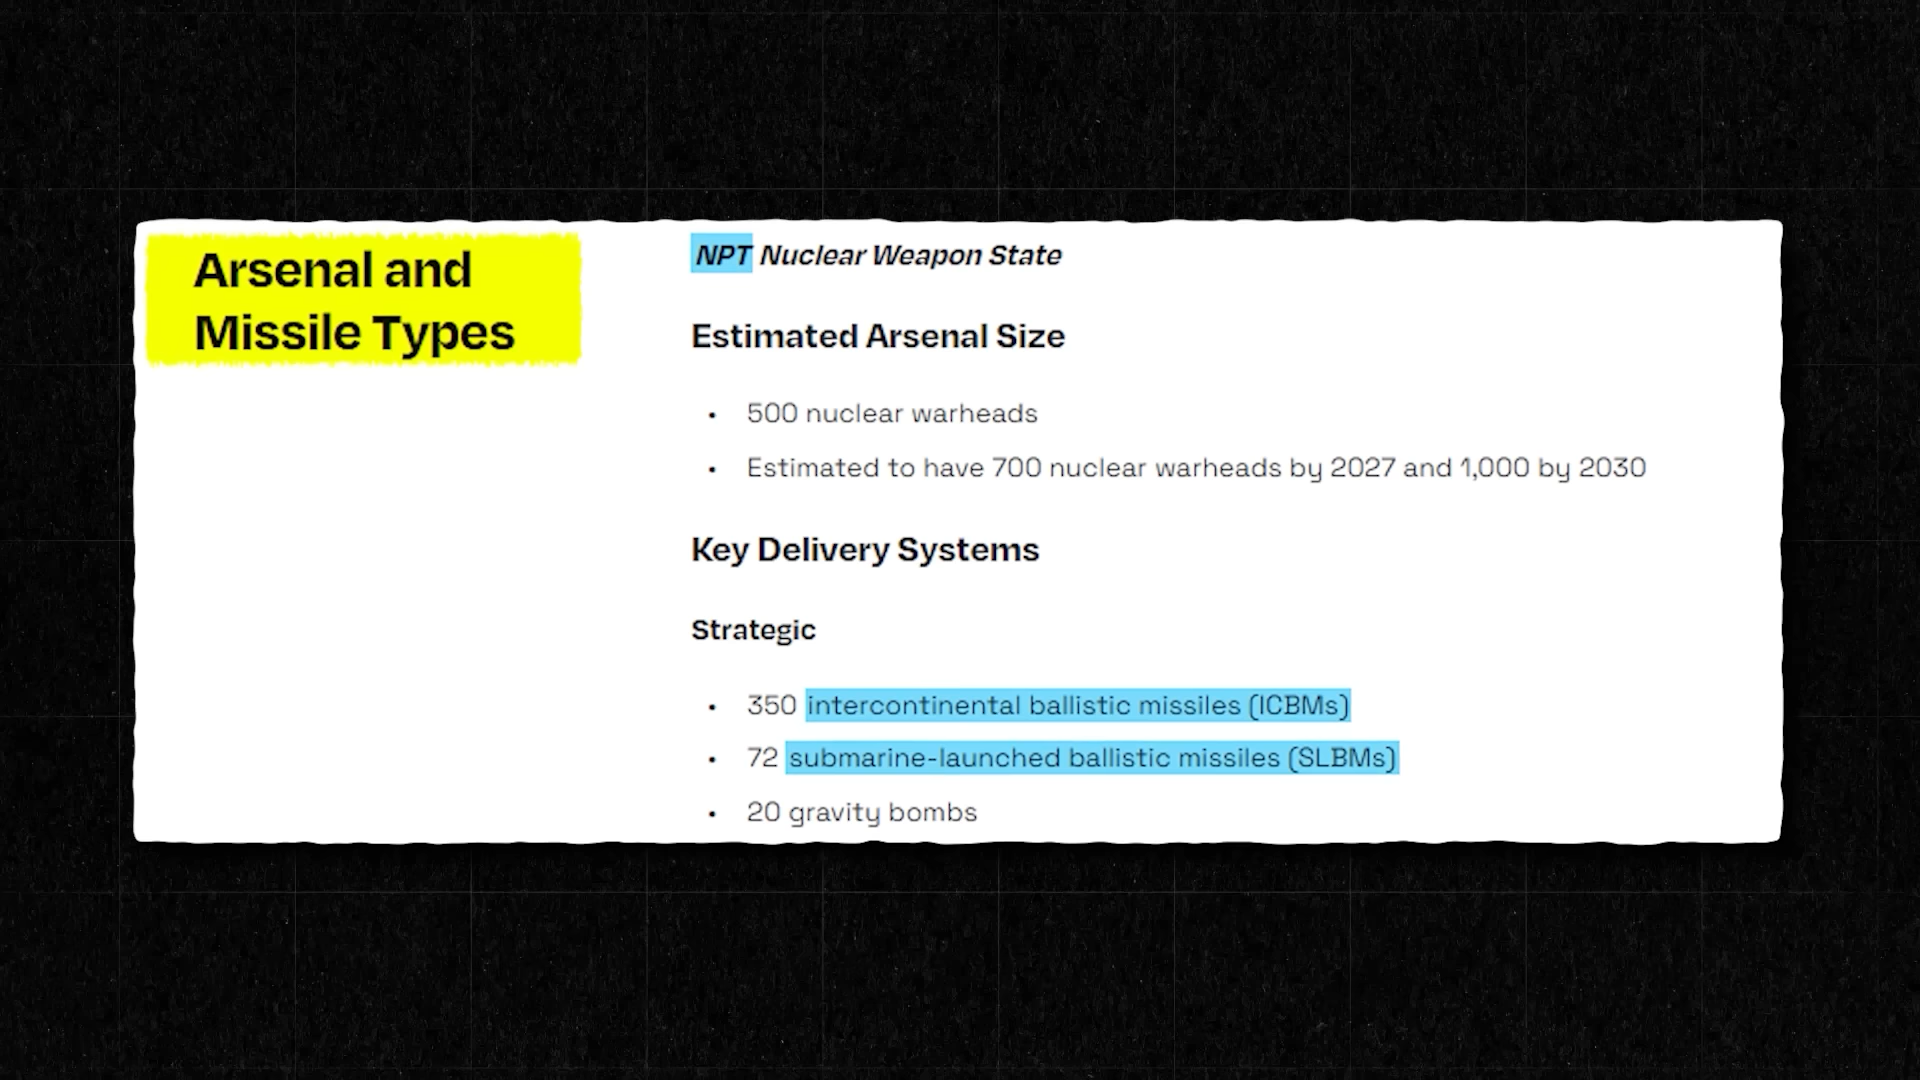 Arsenal and
Missile Types
NPT Nuclear Weapon State
Estimated Arsenal Size
• 500 nuclear warheads
• Estimated to have 700 nuclear warheads by 2027 and 1,000 by 2030
Key Delivery Systems
Strategic
• 350 intercontinental ballistic missiles (ICBMs)
• 72 submarine-launched ballistic missiles (SLBMs)
• 20 gravity bombs